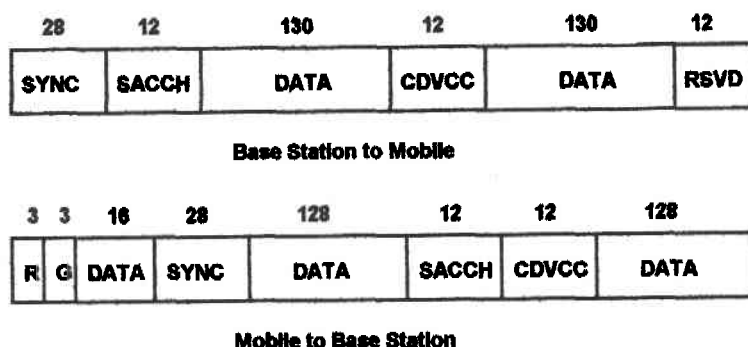 28 12 130 12 130 12
SYNC SACCH DATA CDVCC DATA RSVD
Base Station to Mobile
3 3 16 28 128 12 12 128
R G DATA SYNC DATA SACCH CDVCC DATA
Mobile to Base Station